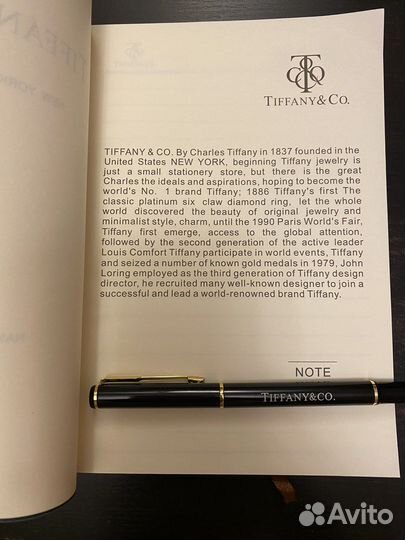 TIFFANY & CO.
TIFFANY & CO. By Charles Tiffany in 1837 founded in the
United States NEW YORK, beginning Tiffany jewelry is
just a small stationery store, but there is the great
Charles the ideals and aspirations, hoping to become the
world's No. 1 brand Tiffany; 1886 Tiffany's first The
classic platinum six claw diamond ring, let the whole
world discovered the beauty of original jewelry and
minimalist style, charm, until the 1990 Paris World's Fair,
Tiffany first emerge, access to the global attention,
followed by the second generation of the active leader
Louis Comfort Tiffany participate in world events, Tiffany
and seized a number of known gold medals in 1979, John
Loring employed as the third generation of Tiffany design
director, he recruited many well-known designer to join a
successful and lead a world-renowned brand Tiffany.
NOTE
TIFFANY&CO.
Avito